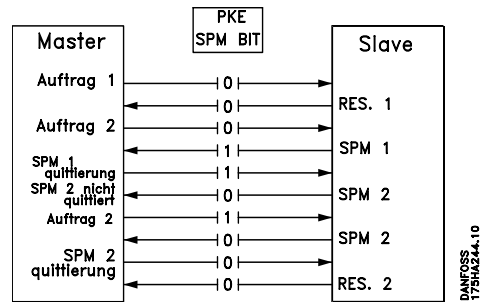 PKE
SPM BIT
Master
Slave
Auftrag 1
0
0
RES. 1
Auftrag 2
0
1
SPM 1
SPM 1
quittierung
1
SPM 2 nicht
quittiert
0
SPM 2
Auftrag 2
1
0
SPM 2
SPM 2
quittierung
0
0
RES. 2
DANFOSS
175HA244.10